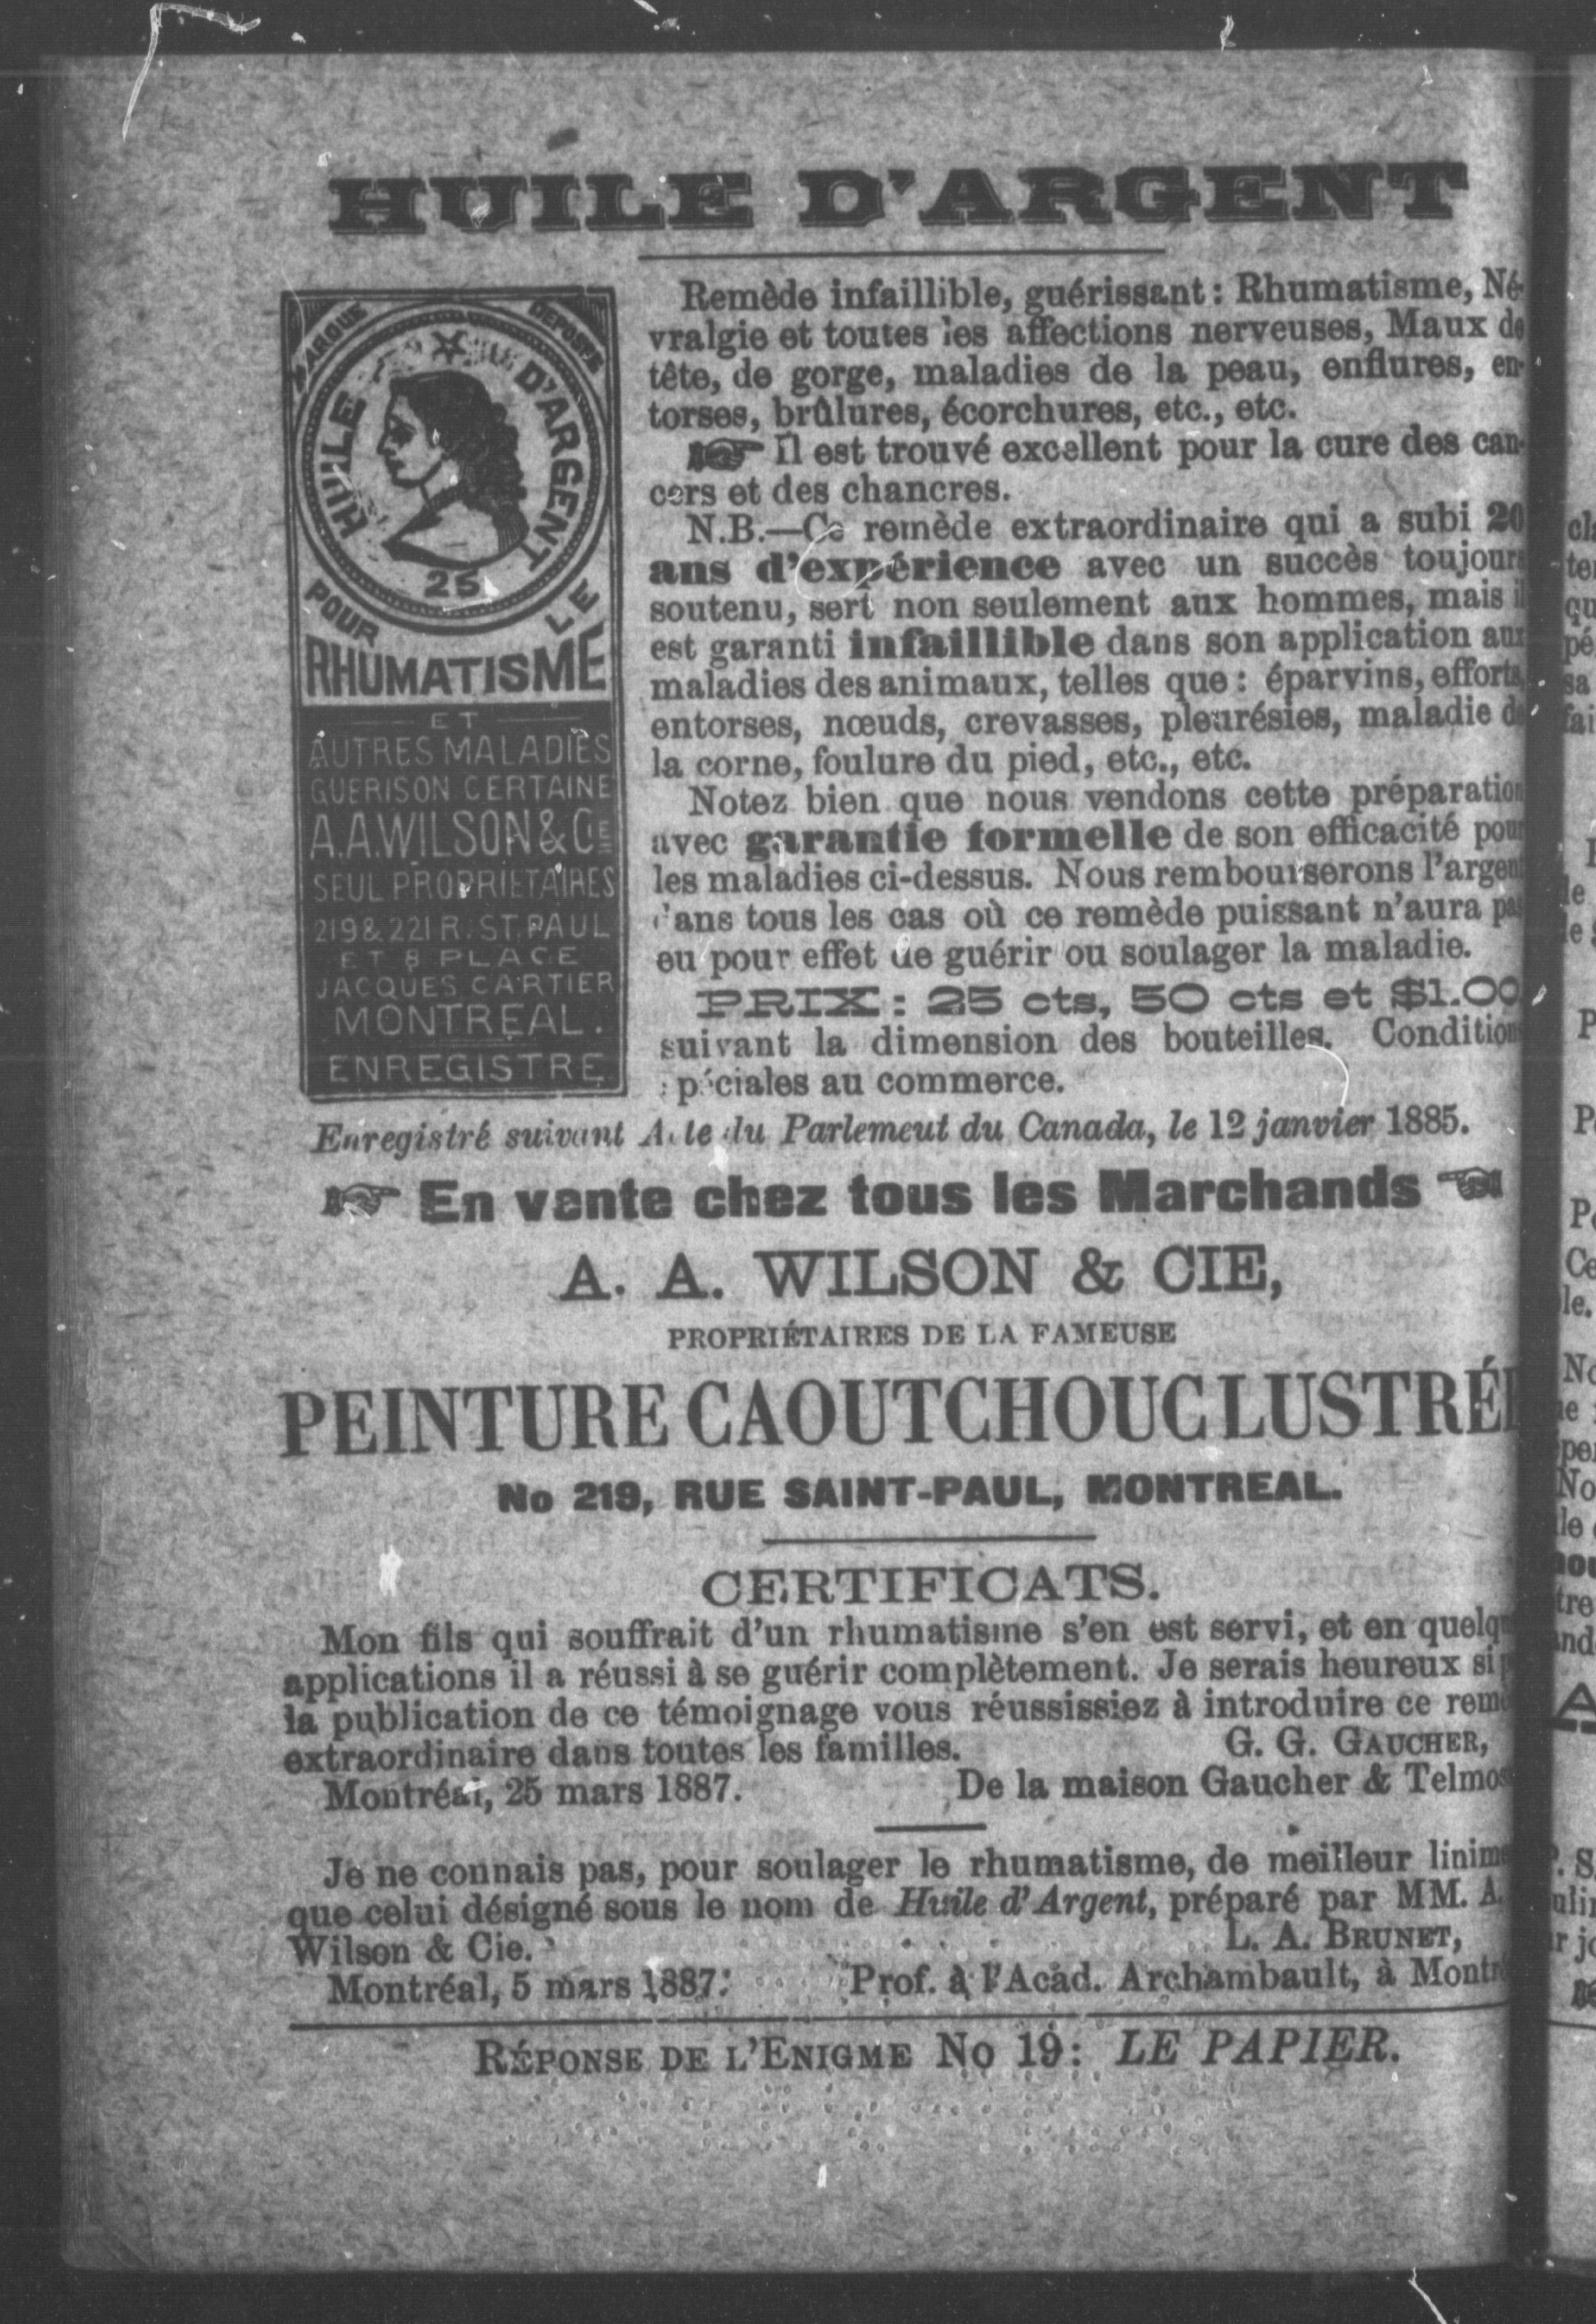 HUILE D'ARGENT
MARQUE DEPOSEE
HUILE D'ARGENT
25
POUR LE
RHUMATISME
ET
AUTRES MALADIES
GUERISON CERTAINE
A.A.WILSON & CIE
SEUL PROPRIETAIRES
219 & 221 R. ST. PAUL
ET 8 PLACE
JACQUES CARTIER
MONTREAL.
ENREGISTRE
Remède infaillible, guérissant : Rhumatisme, Né-
vralgie et toutes les affections nerveuses, Maux de
tête, de gorge, maladies de la peau, enflures, en-
torses, brûlures, écorchures, etc., etc.
☞ Il est trouvé excellent pour la cure des can-
cers et des chancres.
N.B.—Ce remède extraordinaire qui a subi 20
ans d'expérience avec un succès toujours
soutenu, sert non seulement aux hommes, mais il
est garanti infaillible dans son application aux
maladies des animaux, telles que : éparvins, efforts,
entorses, nœuds, crevasses, pleurésies, maladie de
la corne, foulure du pied, etc., etc.
Notez bien que nous vendons cette préparation
avec garantie formelle de son efficacité pour
les maladies ci-dessus. Nous rembourserons l'argent
dans tous les cas où ce remède puissant n'aura pas
eu pour effet de guérir ou soulager la maladie.
PRIX : 25 cts, 50 cts et $1.00
suivant la dimension des bouteilles. Condition
spéciales au commerce.
Enregistré suivant Acte du Parlement du Canada, le 12 janvier 1885.
☞ En vente chez tous les Marchands ☜
A. A. WILSON & CIE,
PROPRIÉTAIRES DE LA FAMEUSE
PEINTURE CAOUTCHOUC LUSTRÉE
No 219, RUE SAINT-PAUL, MONTREAL.
CERTIFICATS.
Mon fils qui souffrait d'un rhumatisme s'en est servi, et en quelqu
applications il a réussi à se guérir complètement. Je serais heureux si p
la publication de ce témoignage vous réussissiez à introduire ce remè
extraordinaire dans toutes les familles. G. G. GAUCHER,
Montréal, 25 mars 1887. De la maison Gaucher & Telmos
Je ne connais pas, pour soulager le rhumatisme, de meilleur linime
que celui désigné sous le nom de Huile d'Argent, préparé par MM. A.
Wilson & Cie. L. A. BRUNET,
Montréal, 5 mars 1887. Prof. à l'Acad. Archambault, à Montré
RÉPONSE DE L'ENIGME No 19: LE PAPIER.